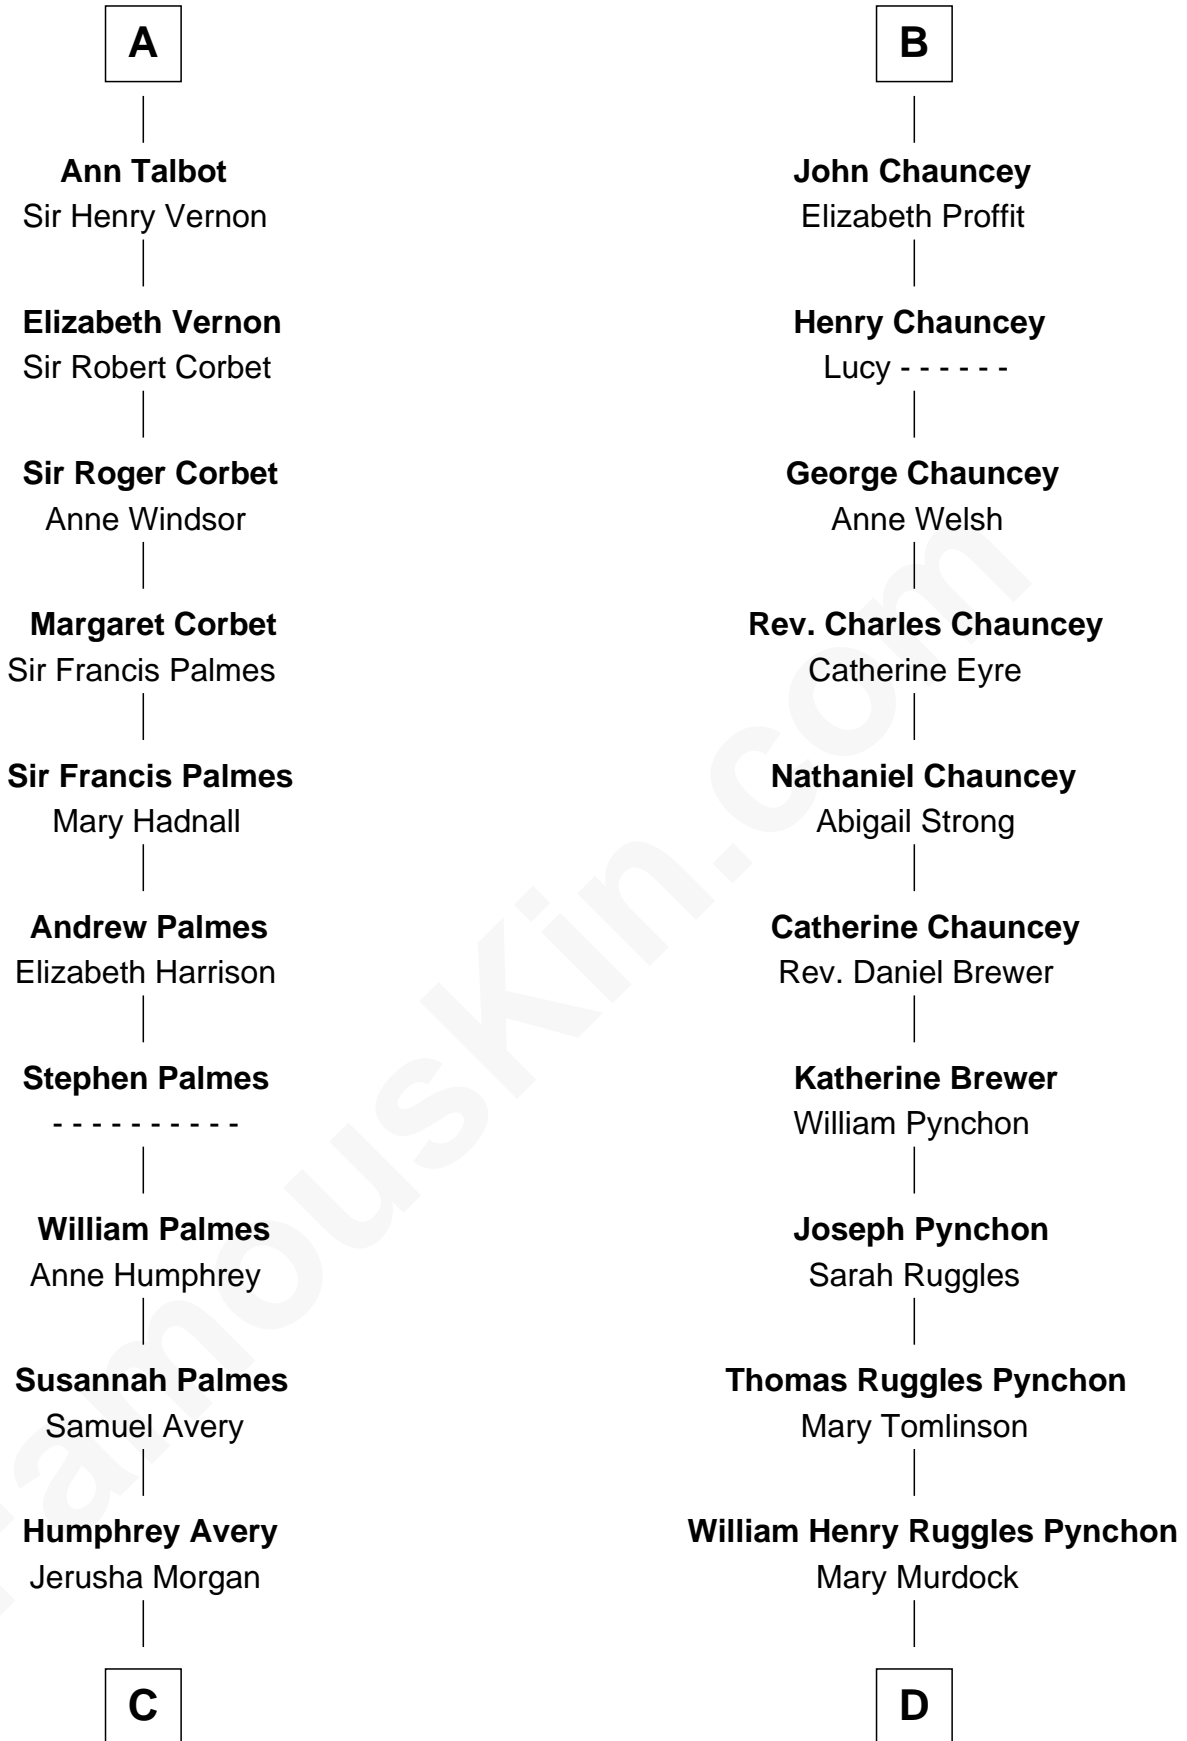 A
Ann Talbot
Sir Henry Vernon
Elizabeth Vernon
Sir Robert Corbet
Sir Roger Corbet
Anne Windsor
Margaret Corbet
Sir Francis Palmes
Sir Francis Palmes
Mary Hadnall
Andrew Palmes
Elizabeth Harrison
Stephen Palmes
- - - - - - - - - -
William Palmes
Anne Humphrey
Susannah Palmes
Samuel Avery
Humphrey Avery
Jerusha Morgan
C
B
John Chauncey
Elizabeth Proffit
Henry Chauncey
Lucy - - - - - -
George Chauncey
Anne Welsh
Rev. Charles Chauncey
Catherine Eyre
Nathaniel Chauncey
Abigail Strong
Catherine Chauncey
Rev. Daniel Brewer
Katherine Brewer
William Pynchon
Joseph Pynchon
Sarah Ruggles
Thomas Ruggles Pynchon
Mary Tomlinson
William Henry Ruggles Pynchon
Mary Murdock
D
FamousKin.com